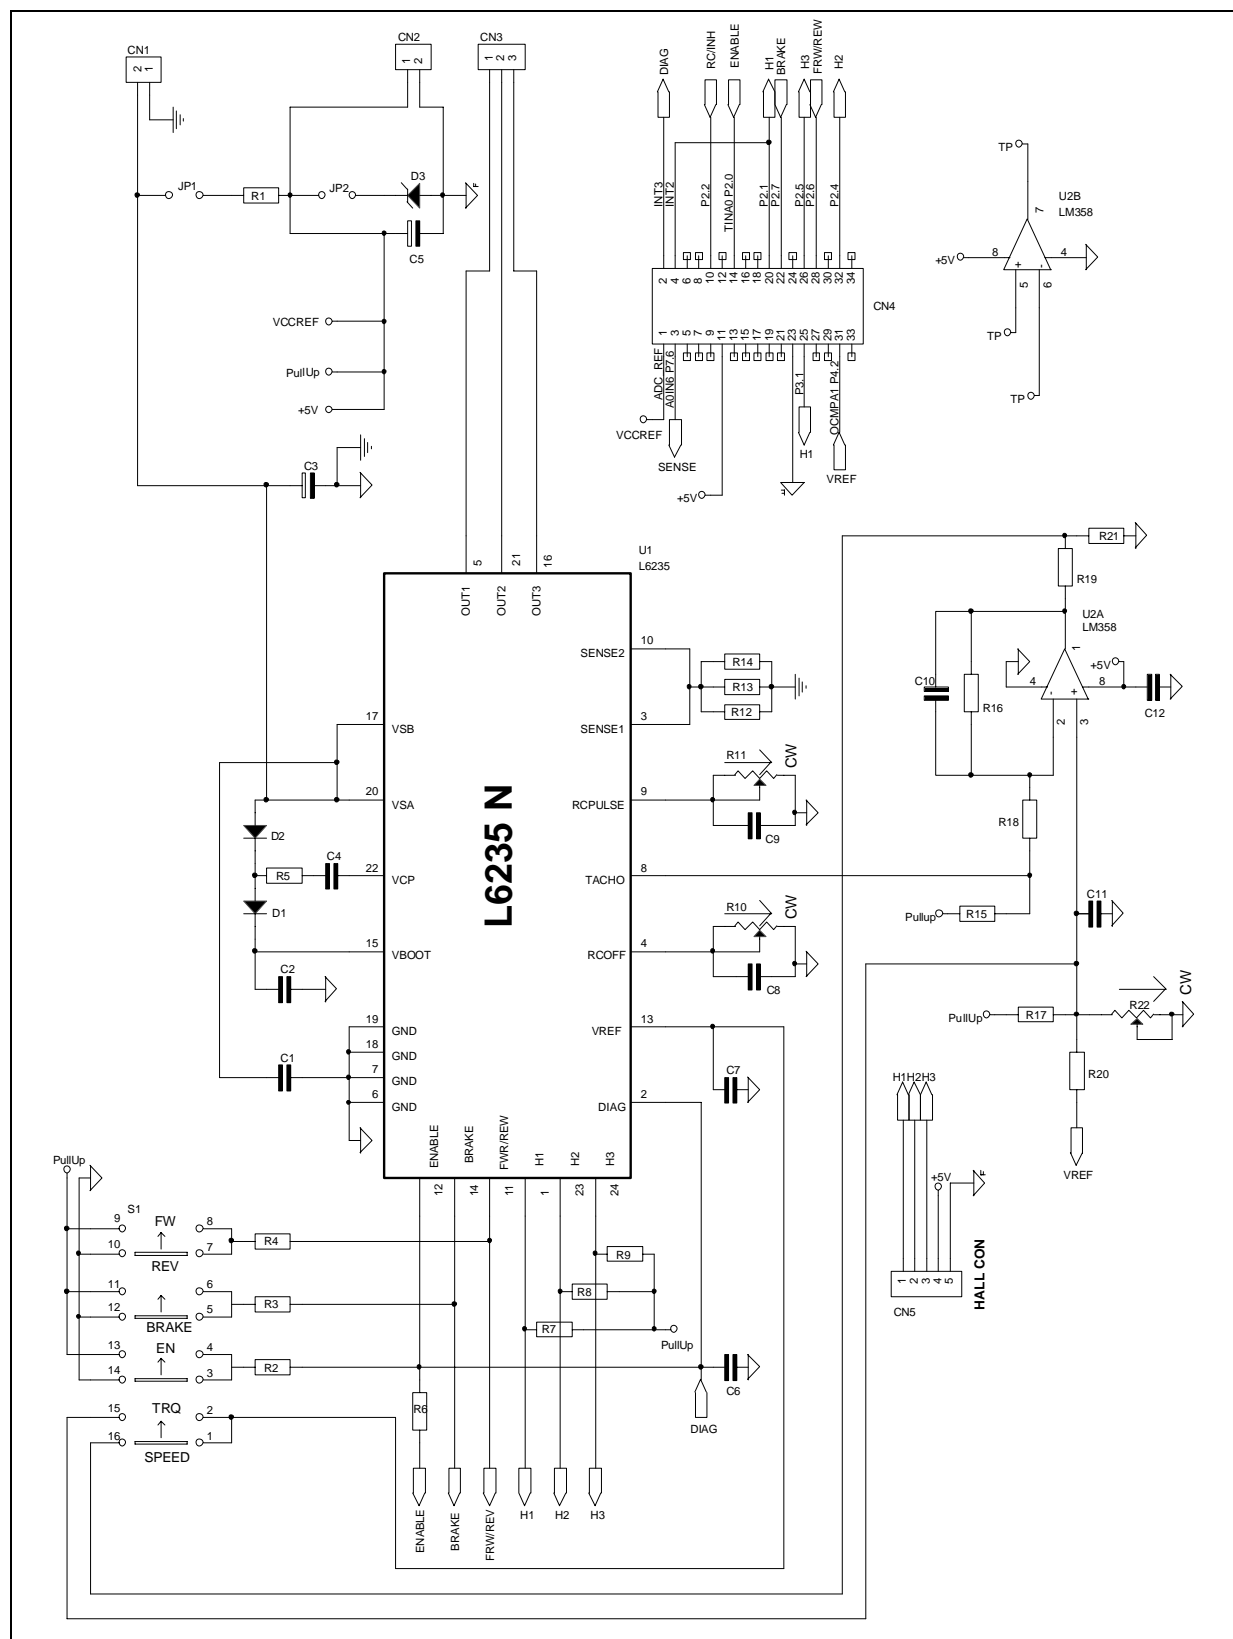 CN1
2 1
CN2
1 2
CN3
1 2 3
JP1
R1
JP2
D3
C5
VCCREF
PullUp
+5V
C3
DIAG
RC/INH
ENABLE
H1
BRAKE
H3
FRW/REW
H2
INT3
INT2
P2.2
TINA0 P2.0
P2.1
P2.7
P2.5
P2.6
P2.4
2 4 6 8 10 12 14 16 18 20 22 24 26 28 30 32 34
CN4
1 3 5 7 9 11 13 15 17 19 21 23 25 27 29 31 33
ADC_REF
A0IN6 P7.6
P3.1
OCMPA1 P4.2
VCCREF
SENSE
+5V
H1
VREF
TP
7
U2B
LM358
+5V
8
4
+
-
5
6
TP
TP
U1
L6235
5
21
16
OUT1
OUT2
OUT3
L6235 N
17
VSB
20
VSA
22
VCP
15
VBOOT
19
GND
18
GND
7
GND
6
GND
10
SENSE2
3
SENSE1
9
RCPULSE
8
TACHO
4
RCOFF
13
VREF
2
DIAG
ENABLE
BRAKE
FWR/REW
H1
H2
H3
12
14
11
1
23
24
D2
R5
C4
D1
C2
C1
R14
R13
R12
R11
CW
C9
R10
CW
C8
C7
R21
R19
U2A
LM358
1
+5V
4
8
-
+
2
3
C10
R16
C12
R18
C11
Pullup
R15
PullUp
R17
R22
CW
R20
VREF
H1
H2
H3
+5V
1 2 3 4 5
CN5
HALL CON
PullUp
S1
9
FW
8
10
7
REV
R4
11
6
12
5
BRAKE
R3
13
EN
4
14
3
R2
15
TRQ
2
16
1
SPEED
R9
R8
R7
PullUp
R6
C6
DIAG
ENABLE
BRAKE
FRW/REV
H1
H2
H3